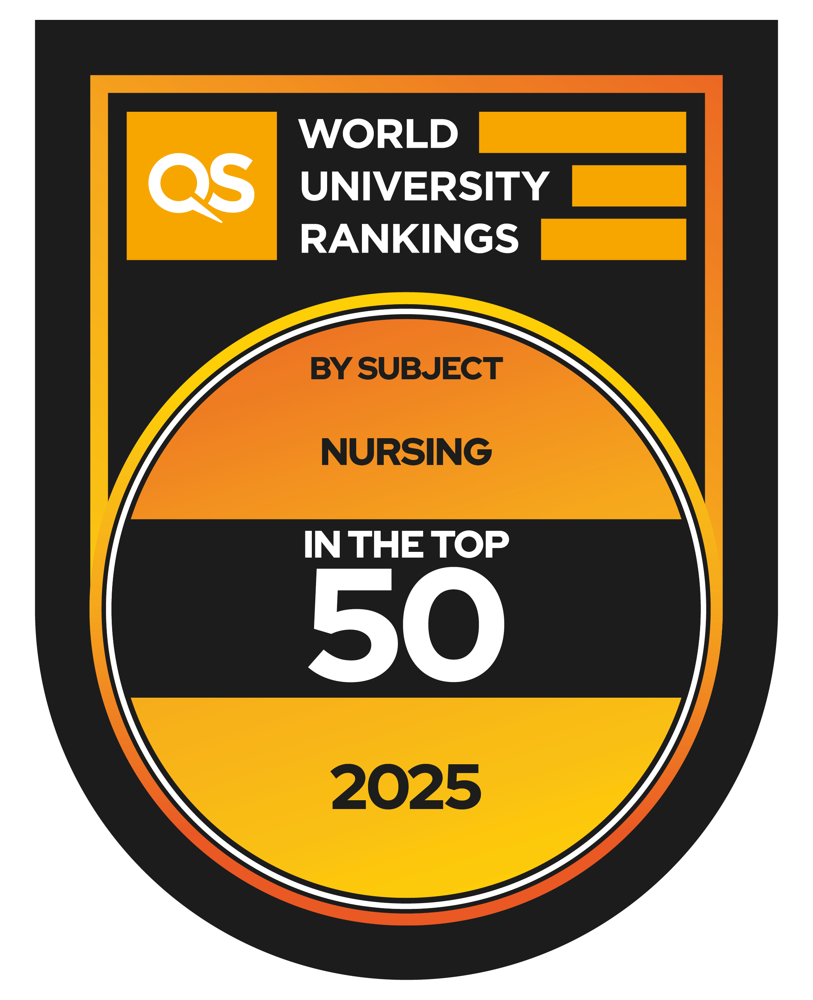 QS
WORLD
UNIVERSITY
RANKINGS
BY SUBJECT
NURSING
IN THE TOP
50
2025